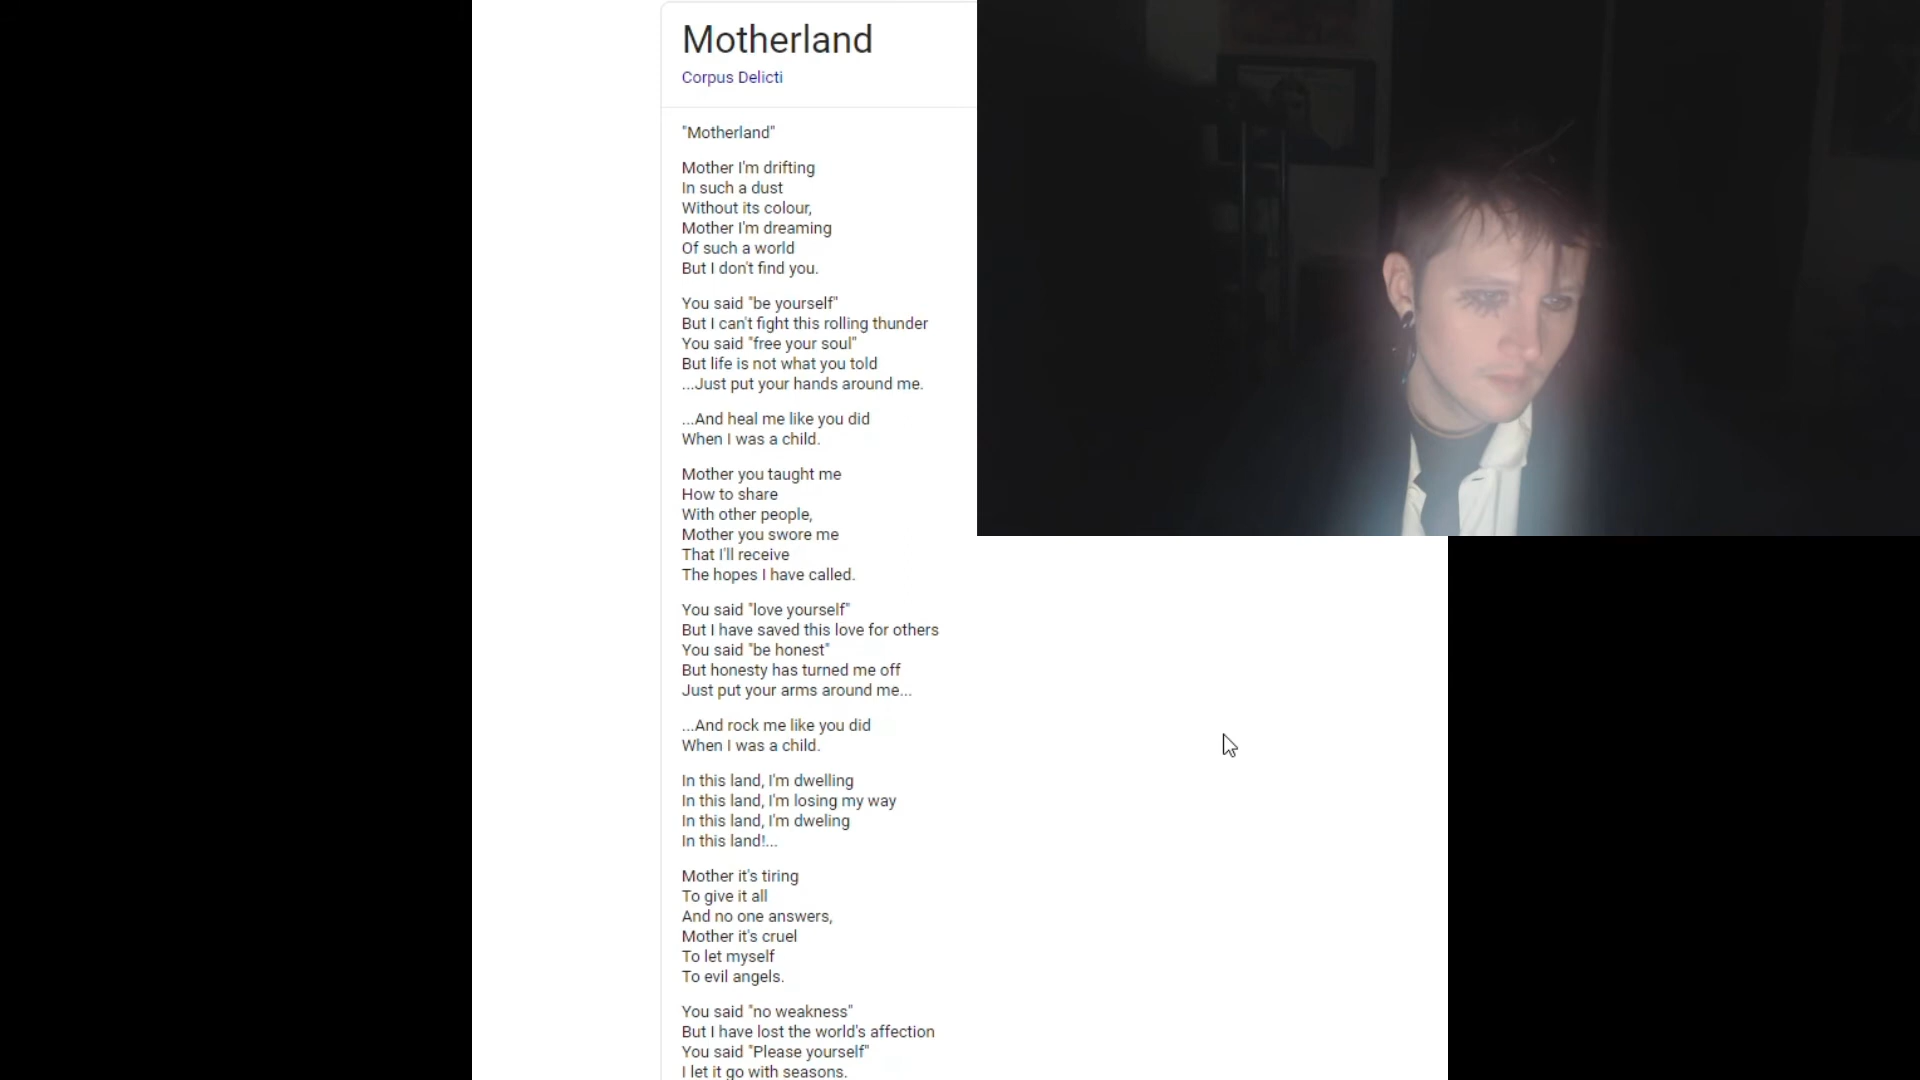 Motherland
Corpus Delicti
"Motherland"
Mother I'm drifting
In such a dust
Without its colour,
Mother I'm dreaming
Of such a world
But I don't find you.
You said "be yourself"
But I can't fight this rolling thunder
You said "free your soul"
But life is not what you told
...Just put your hands around me.
...And heal me like you did
When I was a child.
Mother you taught me
How to share
With other people,
Mother you swore me
That I'll receive
The hopes I have called.
You said "love yourself"
But I have saved this love for others
You said "be honest"
But honesty has turned me off
Just put your arms around me...
...And rock me like you did
When I was a child.
In this land, I'm dwelling
In this land, I'm losing my way
In this land, I'm dweling
In this land!...
Mother it's tiring
To give it all
And no one answers,
Mother it's cruel
To let myself
To evil angels.
You said "no weakness"
But I have lost the world's affection
You said "Please yourself"
I let it go with seasons.